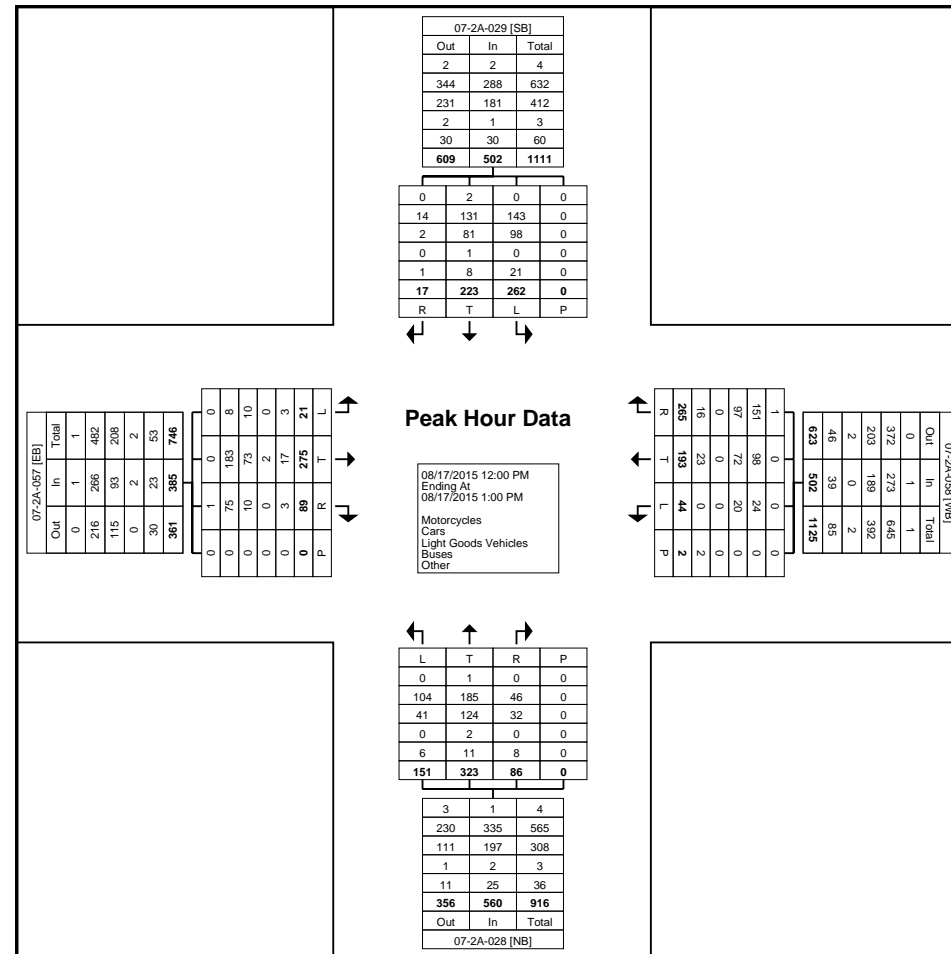 07-2A-029 [SB]
Out In Total
2 2 4
344 288 632
231 181 412
2 1 3
30 30 60
609 502 1111
0 2 0 0
14 131 143 0
2 81 98 0
0 1 0 0
1 8 21 0
17 223 262 0
R T L P
07-2A-057 [EB]
Total 1 482 208 2 53 746
In 1 266 93 2 23 385
Out 0 216 115 0 30 361
0 8 10 0 3 21 L
0 183 73 2 17 275 T
1 75 10 0 3 89 R
0 0 0 0 0 0 P
Peak Hour Data
08/17/2015 12:00 PM
Ending At
08/17/2015 1:00 PM
Motorcycles
Cars
Light Goods Vehicles
Buses
Other
R 265 16 0 97 151 1
T 193 23 0 72 98 0
L 44 0 0 20 24 0
P 2 2 0 0 0 0
623 46 2 203 372 0 Out
502 39 0 189 273 1 In
1125 85 2 392 645 1 Total
07-2A-058 [WB]
L T R P
0 1 0 0
104 185 46 0
41 124 32 0
0 2 0 0
6 11 8 0
151 323 86 0
3 1 4
230 335 565
111 197 308
1 2 3
11 25 36
356 560 916
Out In Total
07-2A-028 [NB]